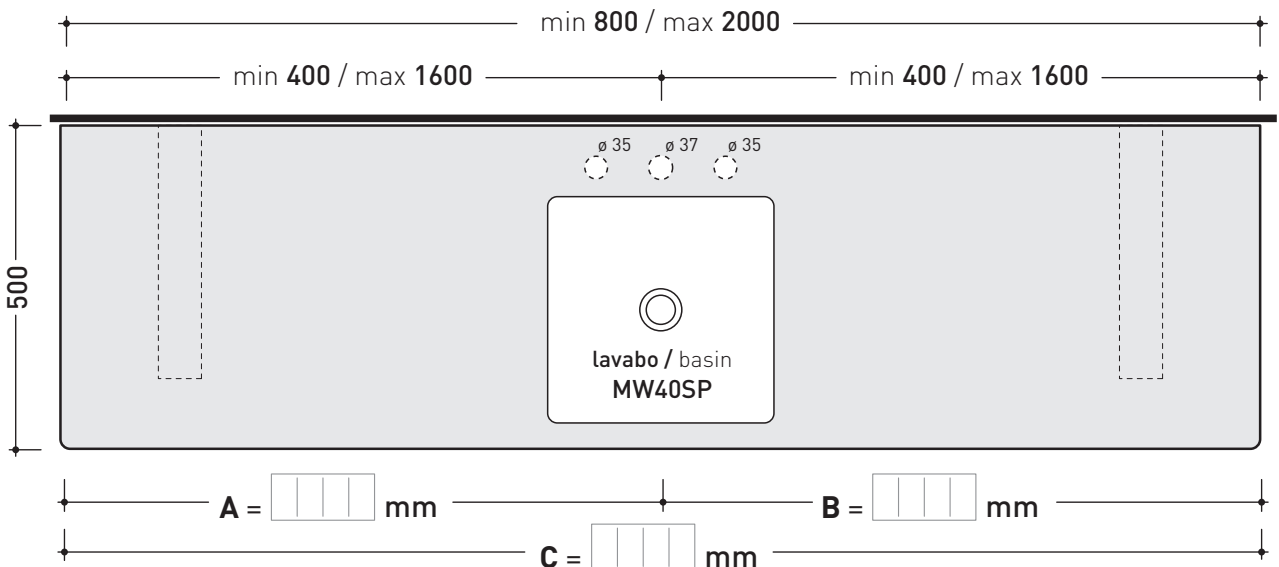 min 800 / max 2000
min 400 / max 1600 min 400 / max 1600
ø 35 ø 37 ø 35
500
lavabo / basin
MW40SP
A = mm B = mm
C = mm